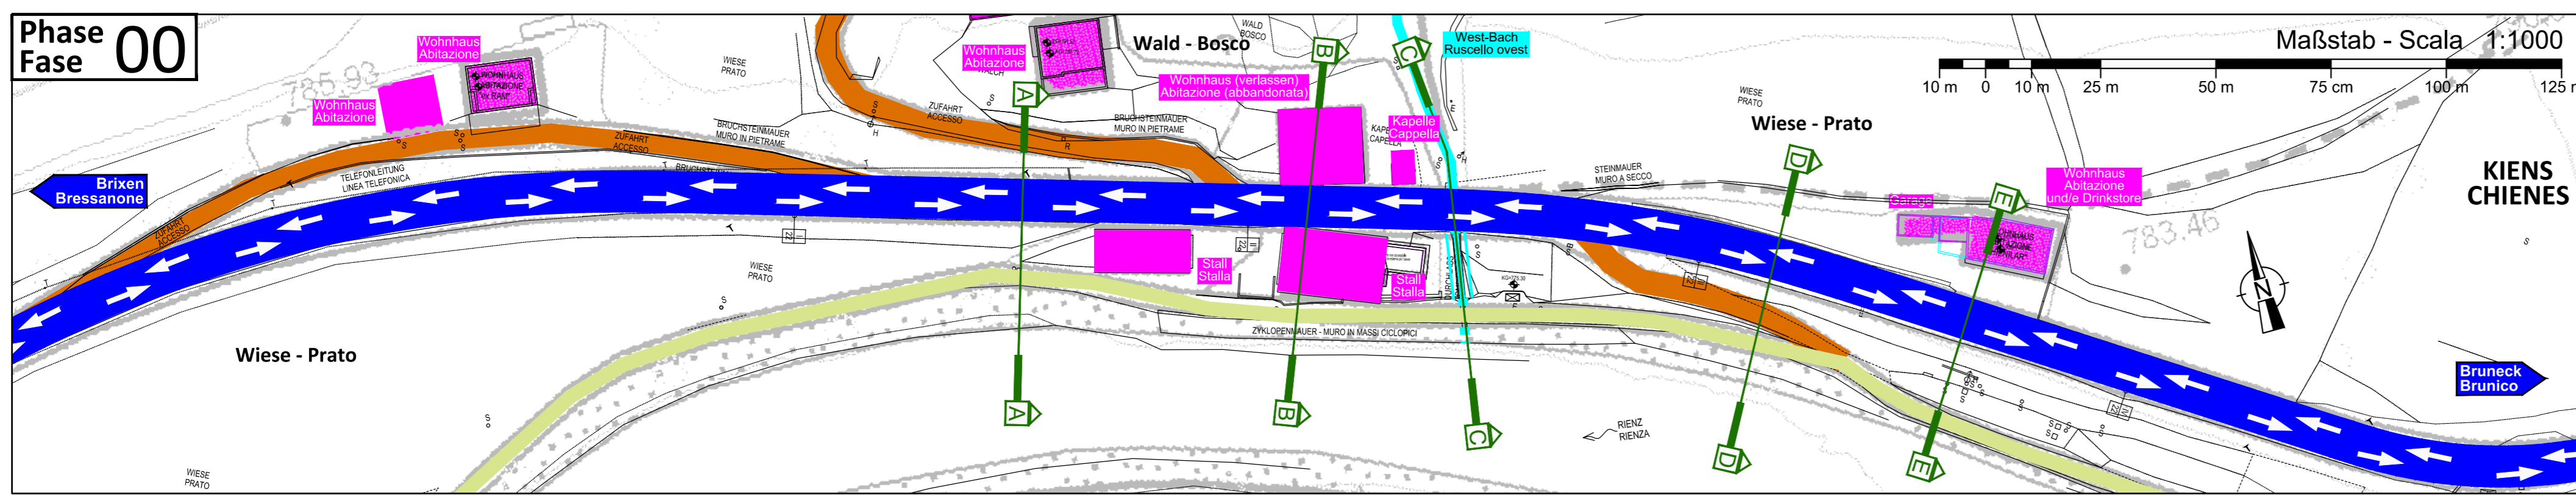 Phase
Fase 00
Wohnhaus
Abitazione
Wohnhaus
Abitazione
WOHNHAUS
785.93
WIESE
PRATO
Wohnhaus
Abitazione
Wald - Bosco
WALD
BOSCO
Wohnhaus (verlassen)
Abitazione (abbandonata)
West-Bach
Ruscello ovest
Maßstab - Scala 1:1000
10 m 0 10 m 25 m 50 m 75 cm 100 m 125 m
A
B
C
WIESE
PRATO
Wiese - Prato
D
E
ZUFAHRT
ACCESSO
ZUFAHRT
ACCESSO
BRUCHSTEINMAUER
MURO IN PIETRAME
BRUCHSTEINMAUER
MURO IN PIETRAME
Kapelle
Cappella
STEINMAUER
MURO A SECCO
Wohnhaus
Abitazione
und/e Drinkstore
Garage
KIENS
CHIENES
783.46
Brixen
Bressanone
TELEFONLEITUNG
LINEA TELEFONICA
ZUFAHRT
ACCESSO
Stall
Stalla
Stall
Stalla
WIESE
PRATO
ZYKLOPENMAUER - MURO IN MASSI CICLOPICI
Wiese - Prato
N
Bruneck
Brunico
A
B
C
D
E
RIENZ
RIENZA
WIESE
PRATO